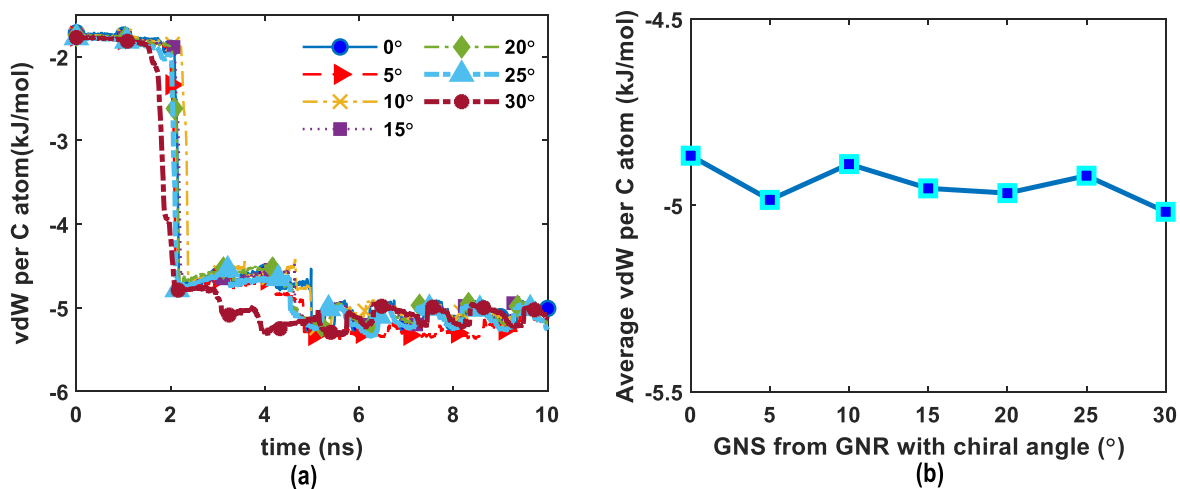 vdW per C atom(kJ/mol)
-2
-3
-4
-5
-6
0 2 4 6 8 10
time (ns)
(a)
0° 20°
5° 25°
10° 30°
15°
Average vdW per C atom (kJ/mol)
-4.5
-5
-5.5
0 5 10 15 20 25 30
GNS from GNR with chiral angle (°)
(b)